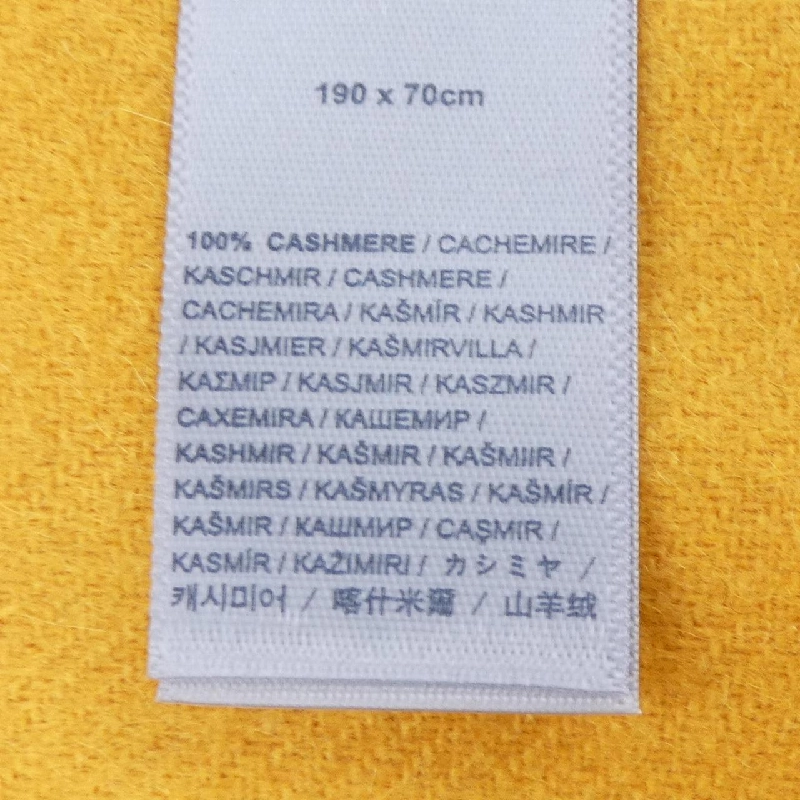 190 x 70cm
100% CASHMERE / CACHEMIRE /
KASCHMIR / CASHMERE /
CACHEMIRA / KAŠMÍR / KASHMIR
/ KASJMIER / KAŠMIRVILLA /
ΚΑΣΜΙΡ / KASJMIR / KASZMIR /
CAXEMIRA / КАШЕМИР /
KASHMIR / KAŠMIR / KAŠMIIR /
KAŠMIRS / KAŠMYRAS / KAŠMÍR /
KAŠMIR / КАШМИР / CAŞMIR /
KASMÍR / KAŻIMIRI / カシミヤ /
캐시미어 / 喀什米爾 / 山羊绒